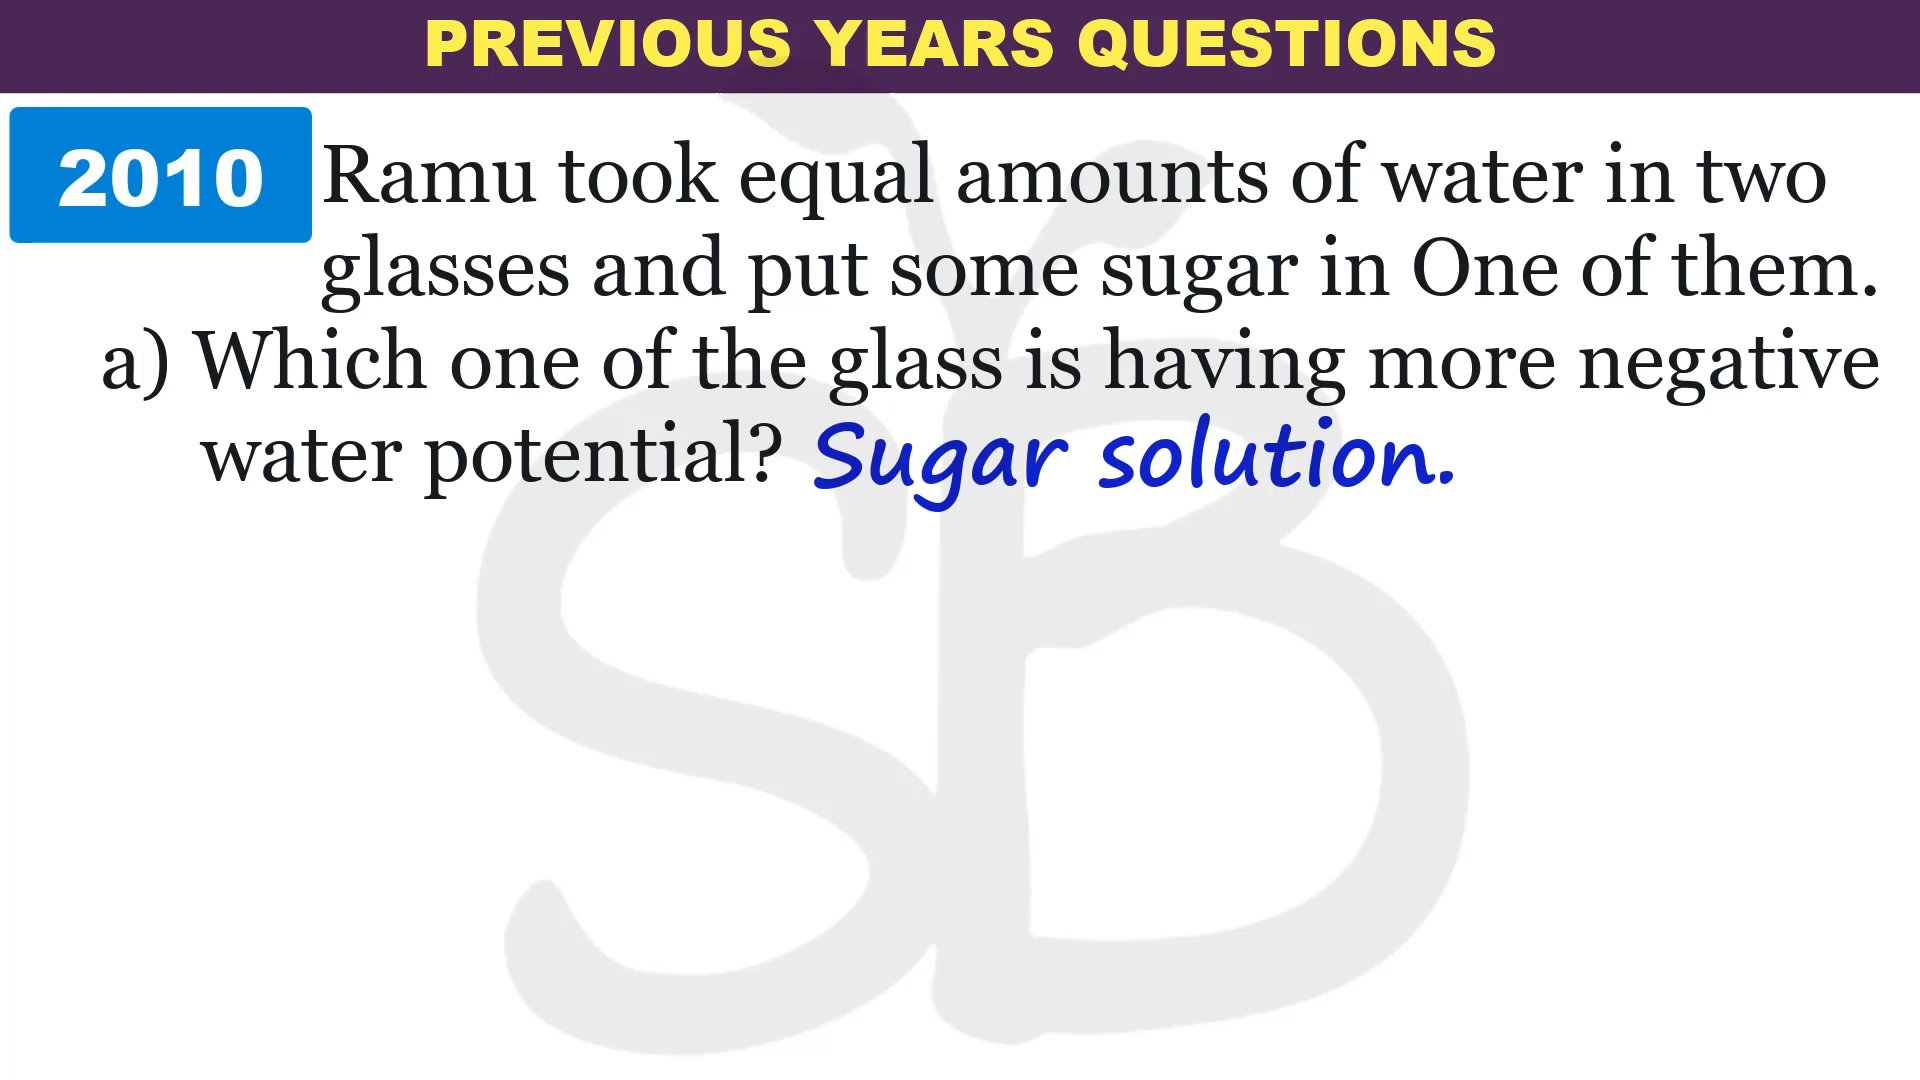 PREVIOUS YEARS QUESTIONS
2010 Ramu took equal amounts of water in two
glasses and put some sugar in One of them.
a) Which one of the glass is having more negative
water potential? Sugar solution.
SB